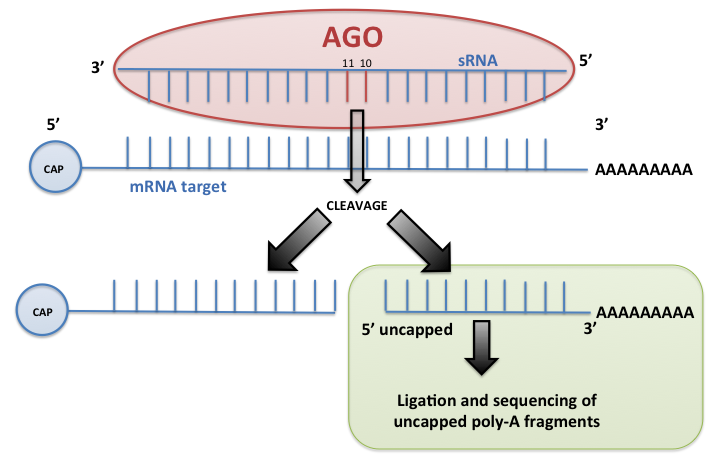 AGO
11 10
sRNA
3’
5’
5’
3’
CAP
AAAAAAAAA
mRNA target
CLEAVAGE
CAP
AAAAAAAAA
5’ uncapped
3’
Ligation and sequencing of
uncapped poly-A fragments